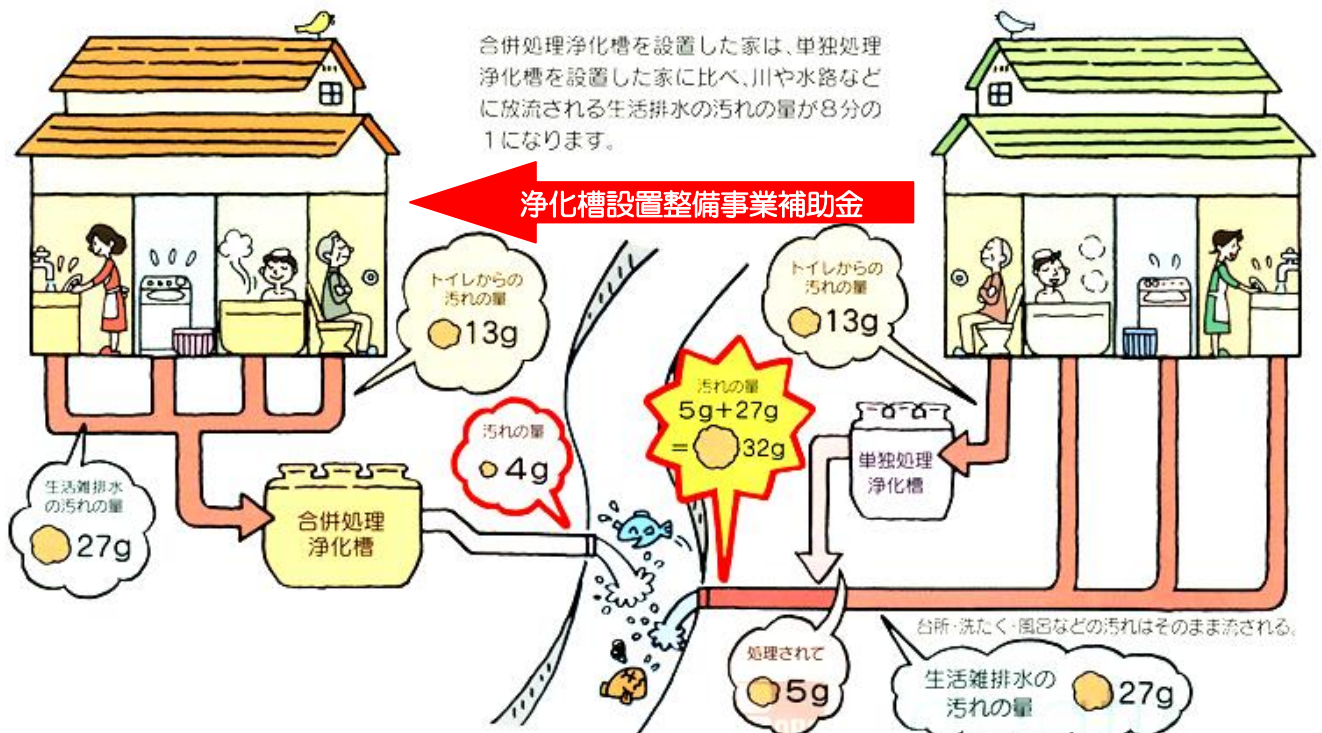 合併処理浄化槽を設置した家は、単独処理
浄化槽を設置した家に比べ、川や水路など
に放流される生活排水の汚れの量が8分の
1になります。
浄化槽設置整備事業補助金
トイレからの
汚れの量
13g
トイレからの
汚れの量
13g
汚れの量
5g+27g
=32g
汚れの量
4g
単独処理
浄化槽
生活雑排水
の汚れの量
27g
合併処理
浄化槽
台所・洗たく・風呂などの汚れはそのまま流される。
処理されて
5g
生活雑排水の
汚れの量
27g